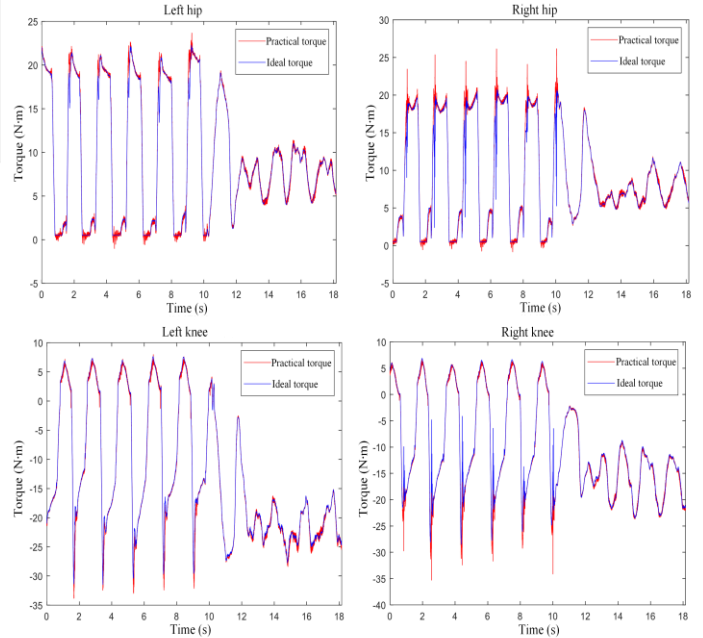 Left hip
25
20
15
10
5
0
-5
Torque (N·m)
Practical torque
Ideal torque
0 2 4 6 8 10 12 14 16 18
Time (s)
Right hip
30
25
20
15
10
5
0
-5
Torque (N·m)
Practical torque
Ideal torque
0 2 4 6 8 10 12 14 16 18
Time (s)
Left knee
10
5
0
-5
-10
-15
-20
-25
-30
-35
Torque (N·m)
Practical torque
Ideal torque
0 2 4 6 8 10 12 14 16 18
Time (s)
Right knee
10
5
0
-5
-10
-15
-20
-25
-30
-35
-40
Torque (N·m)
Practical torque
Ideal torque
0 2 4 6 8 10 12 14 16 18
Time (s)